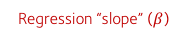 Regression “slope” (β)